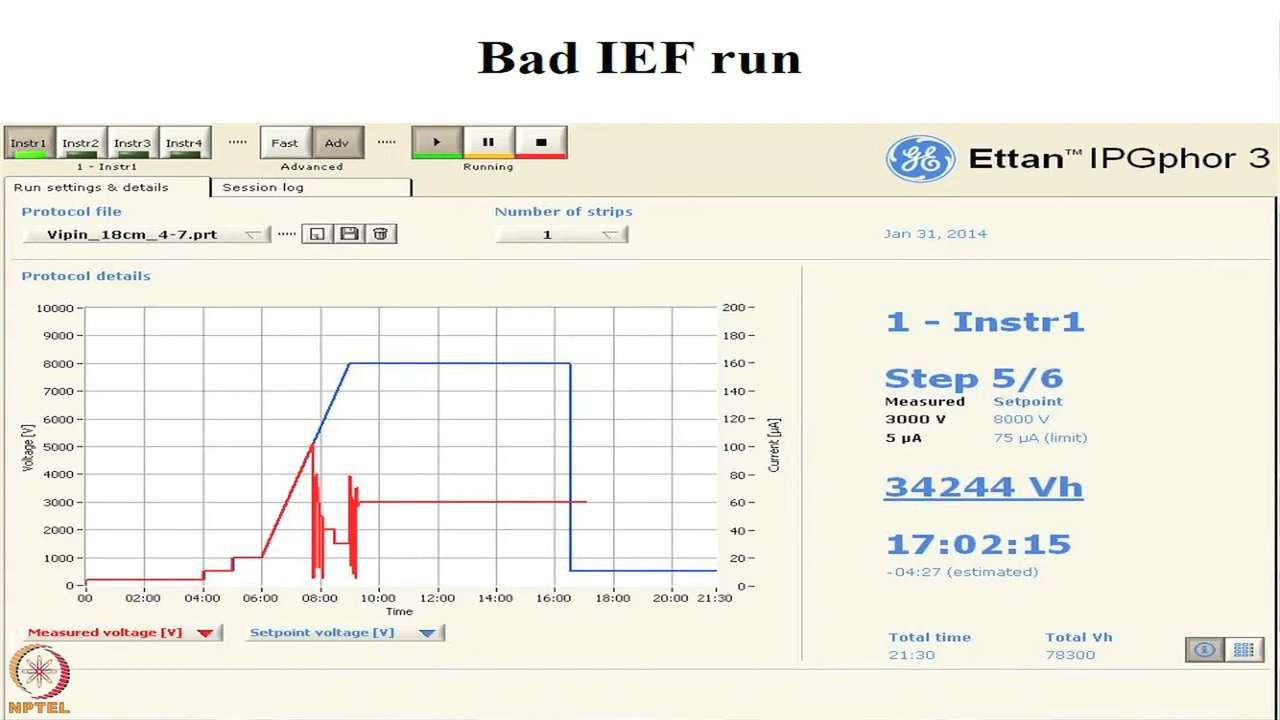 Bad IEF run
Instr1 Instr2 Instr3 Instr4 Fast Adv
1 - Instr1 Advanced Running
GE Ettan™ IPGphor 3
Run settings & details Session log
Protocol file Number of strips
Vipin_18cm_4-7.prt 1 Jan 31, 2014
Protocol details
10000 200
9000 180
8000 160
7000 140
6000 120
5000 100
4000 80
3000 60
2000 40
1000 20
0 0
Voltage [V]
Current [µA]
00 02:00 04:00 06:00 08:00 10:00 12:00 14:00 16:00 18:00 20:00 21:30
Time
Measured voltage [V] Setpoint voltage [V]
1 - Instr1
Step 5/6
Measured Setpoint
3000 V 8000 V
5 µA 75 µA (limit)
34244 Vh
17:02:15
-04:27 (estimated)
Total time Total Vh
21:30 78300
NPTEL